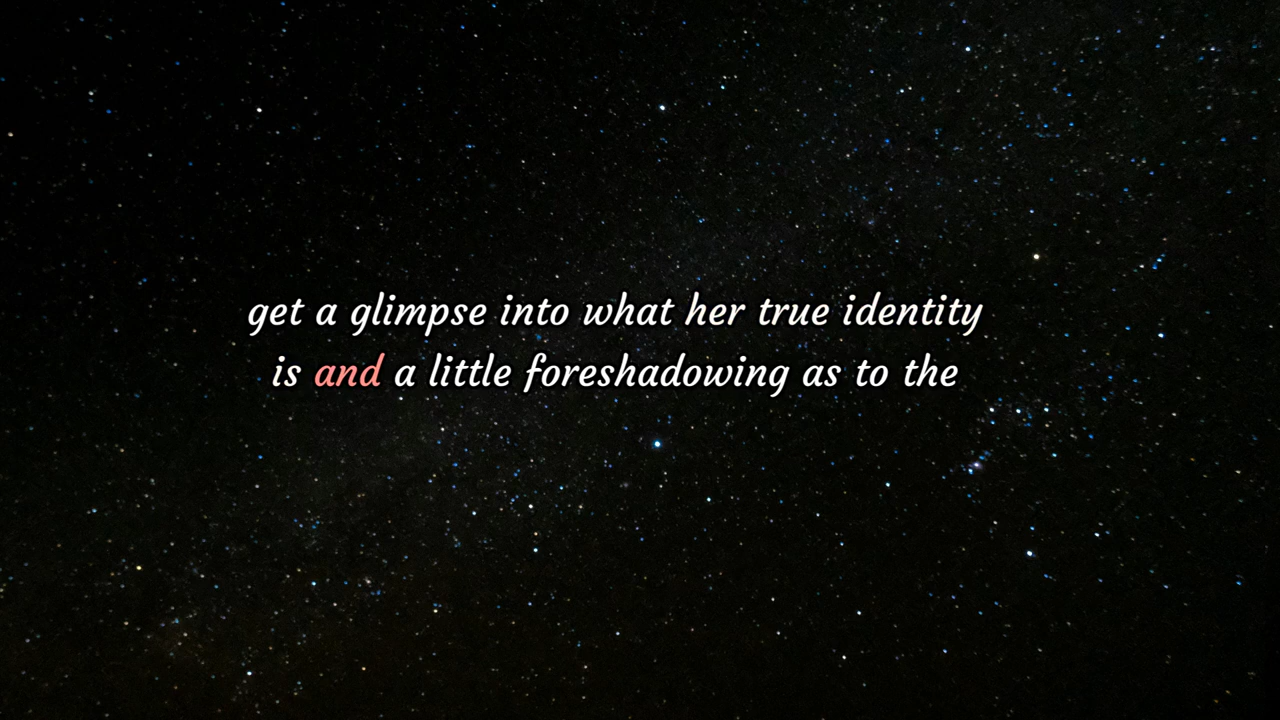 get a glimpse into what her true identity
is and a little foreshadowing as to the